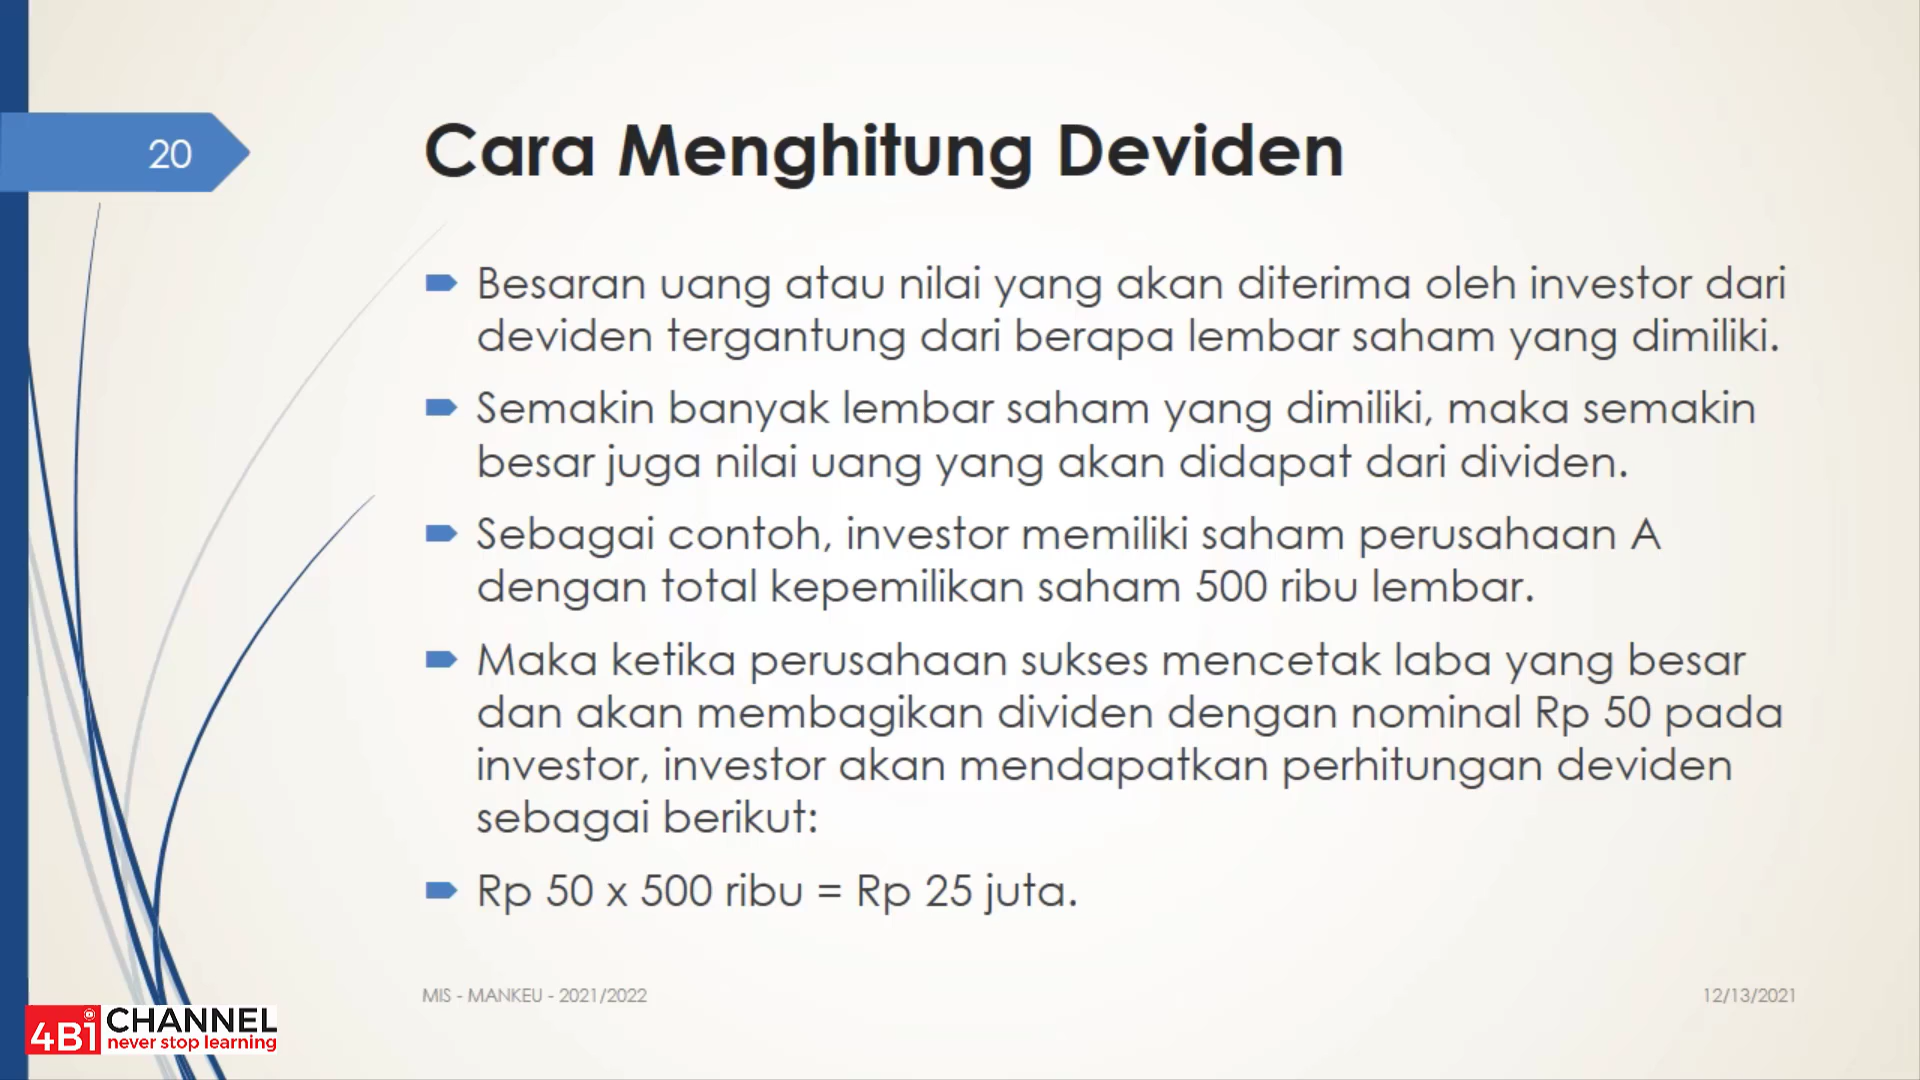 20
Cara Menghitung Deviden
Besaran uang atau nilai yang akan diterima oleh investor dari
deviden tergantung dari berapa lembar saham yang dimiliki.
Semakin banyak lembar saham yang dimiliki, maka semakin
besar juga nilai uang yang akan didapat dari dividen.
Sebagai contoh, investor memiliki saham perusahaan A
dengan total kepemilikan saham 500 ribu lembar.
Maka ketika perusahaan sukses mencetak laba yang besar
dan akan membagikan dividen dengan nominal Rp 50 pada
investor, investor akan mendapatkan perhitungan deviden
sebagai berikut:
Rp 50 x 500 ribu = Rp 25 juta.
MIS - MANKEU - 2021/2022
12/13/2021
4Bi CHANNEL
never stop learning